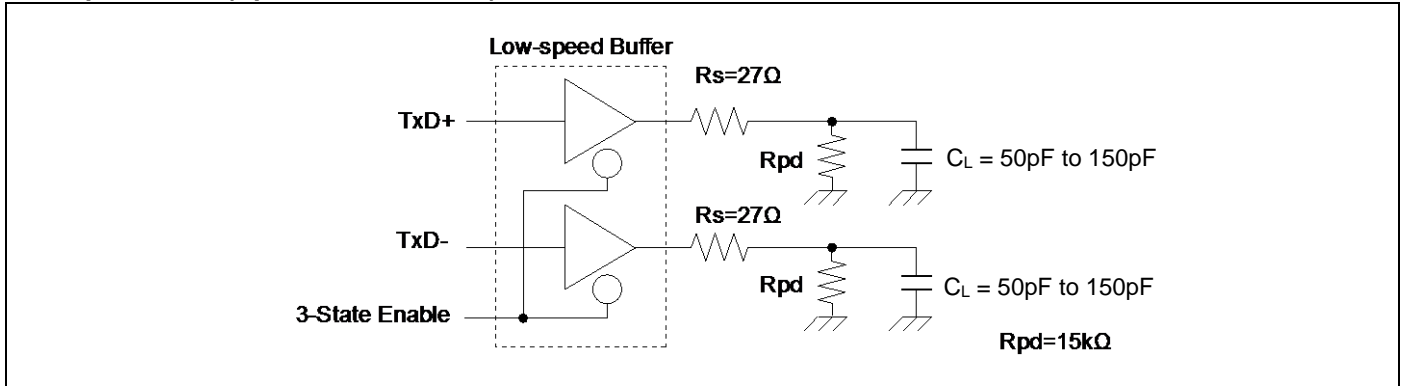 Low-speed Buffer
Rs=27Ω
TxD+
Rpd
CL = 50pF to 150pF
Rs=27Ω
TxD-
Rpd
CL = 50pF to 150pF
3-State Enable
Rpd=15kΩ